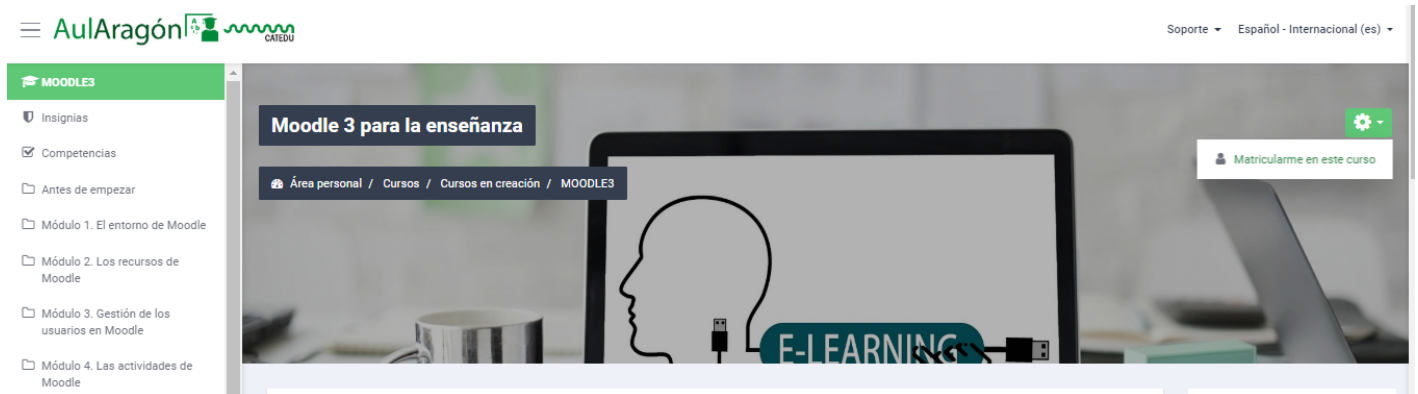 AulAragón
CATEDU
Soporte
Español - Internacional (es)
MOODLE3
Insignias
Competencias
Antes de empezar
Módulo 1. El entorno de Moodle
Módulo 2. Los recursos de
Moodle
Módulo 3. Gestión de los
usuarios en Moodle
Módulo 4. Las actividades de
Moodle
Moodle 3 para la enseñanza
Área personal / Cursos / Cursos en creación / MOODLE3
Matricularme en este curso
E-LEARNING